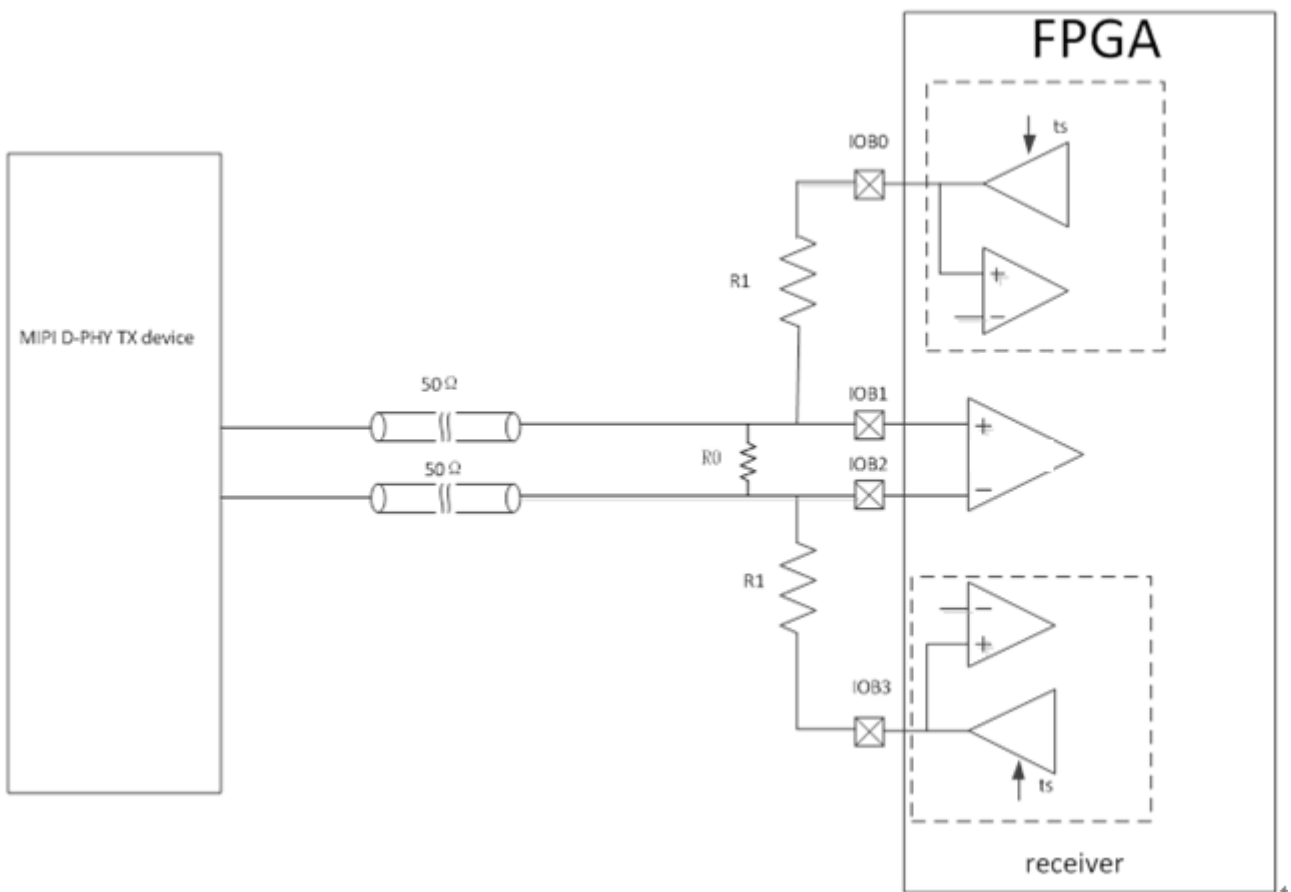 FPGA
ts
IOB0
R1
MIPI D-PHY TX device
50Ω
IOB1
R0
50Ω
IOB2
R1
IOB3
ts
receiver